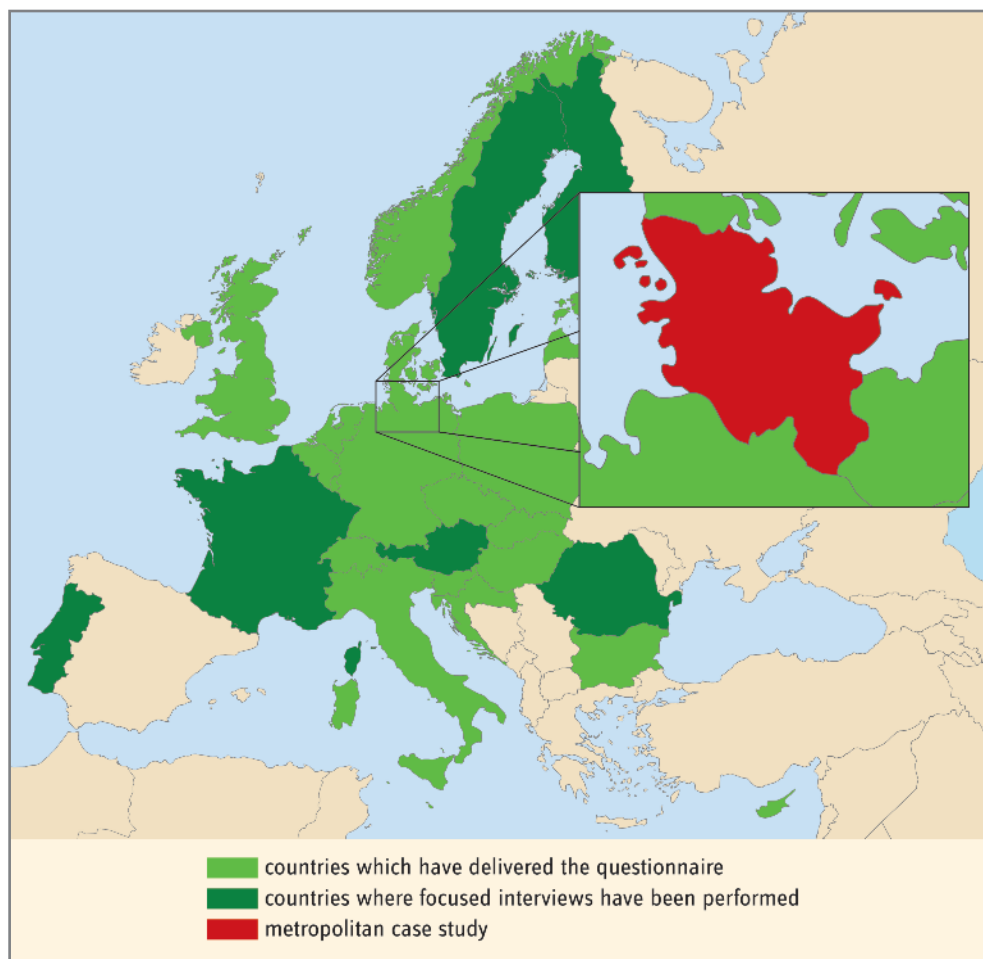 countries which have delivered the questionnaire
countries where focused interviews have been performed
metropolitan case study